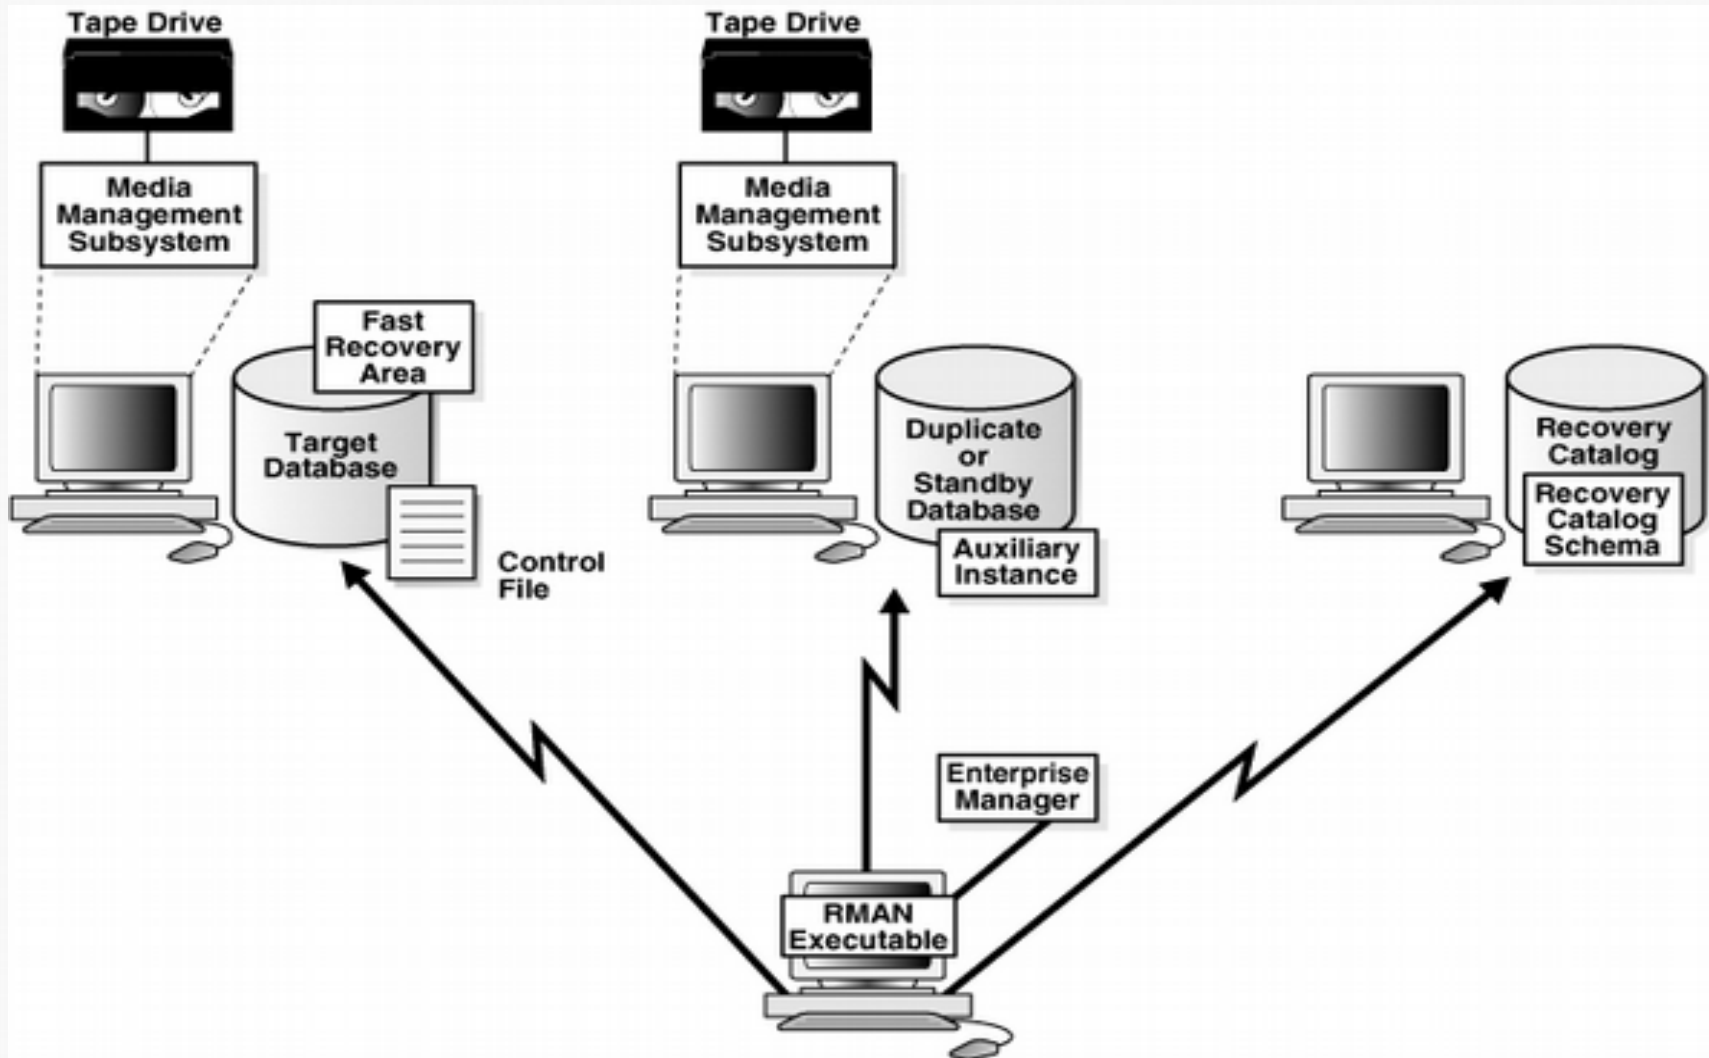 Tape Drive
Media
Management
Subsystem
Tape Drive
Media
Management
Subsystem
Fast
Recovery
Area
Target
Database
Control
File
Duplicate
or
Standby
Database
Auxiliary
Instance
Recovery
Catalog
Recovery
Catalog
Schema
Enterprise
Manager
RMAN
Executable